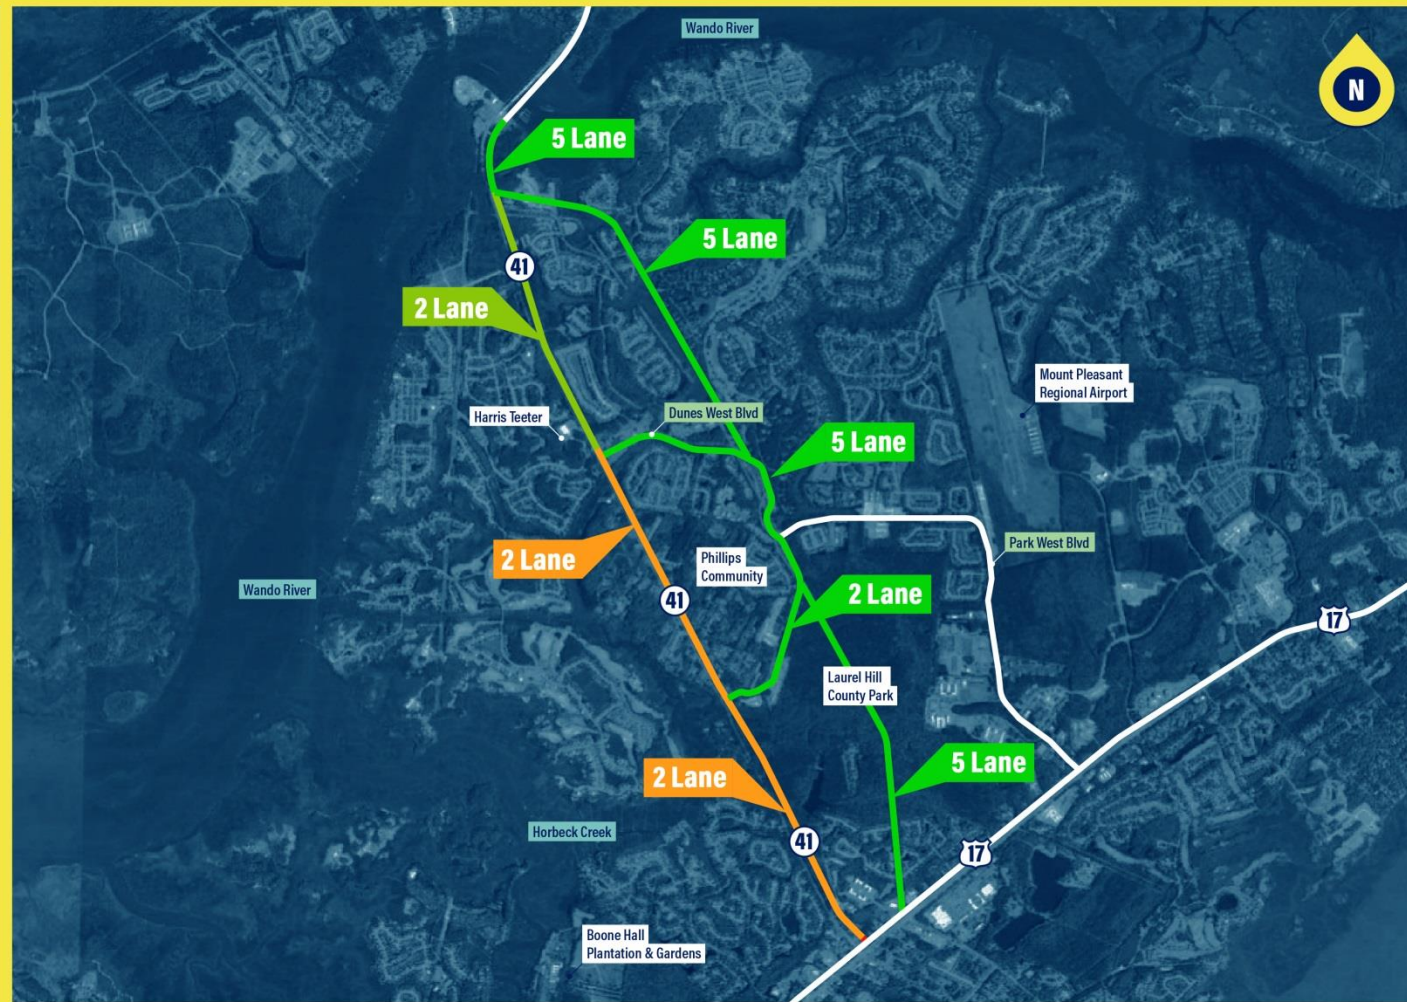 Wando River
N
5 Lane
5 Lane
41
2 Lane
Mount Pleasant
Regional Airport
Harris Teeter
Dunes West Blvd
5 Lane
Park West Blvd
2 Lane
Phillips
Community
Wando River
41
2 Lane
17
Laurel Hill
County Park
5 Lane
2 Lane
Horbeck Creek
41
17
Boone Hall
Plantation & Gardens